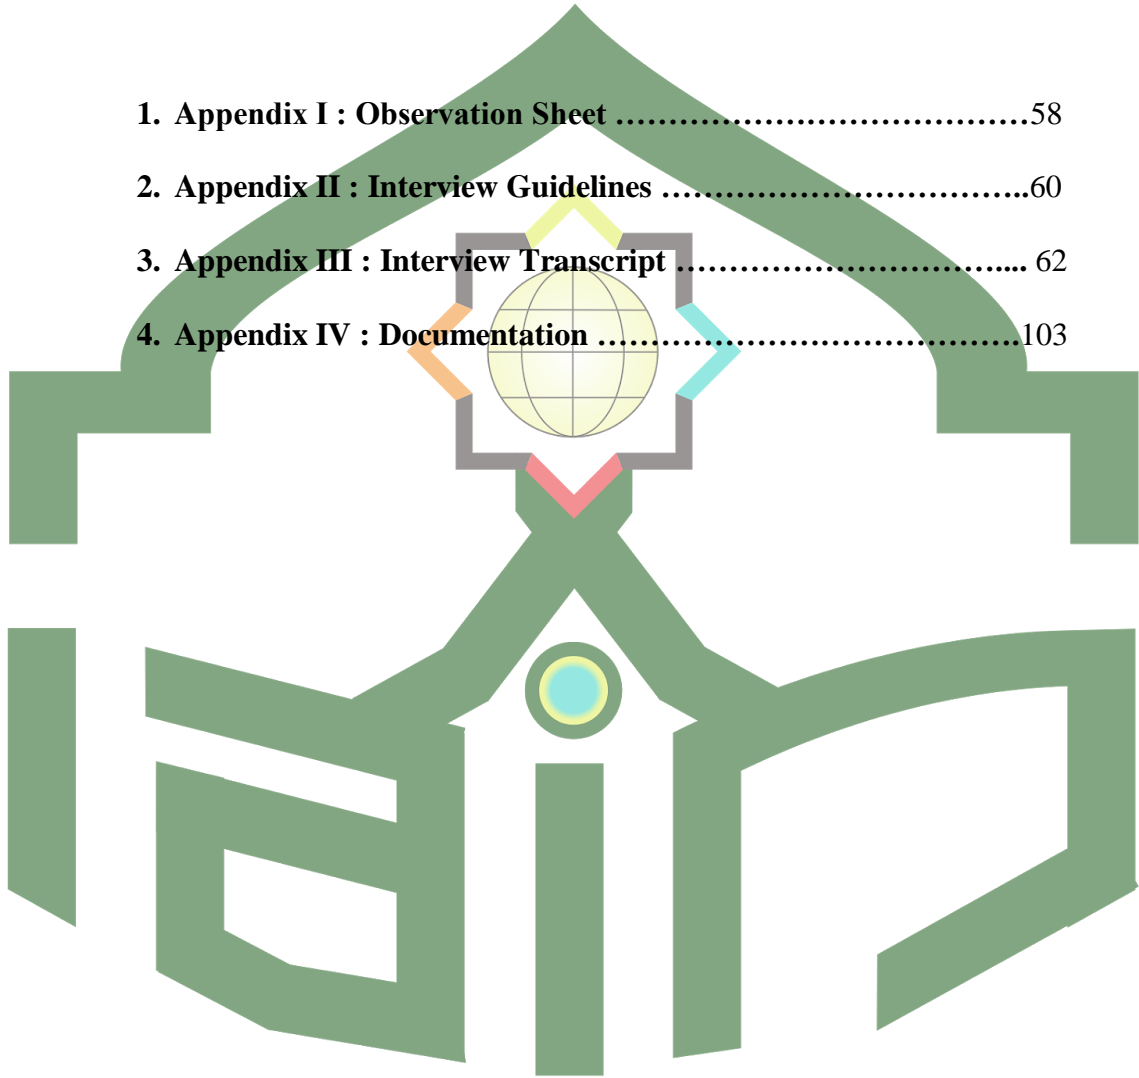 1. Appendix I : Observation Sheet …………………………………58
2. Appendix II : Interview Guidelines ……………………………..60
3. Appendix III : Interview Transcript ………………………….... 62
4. Appendix IV : Documentation ………………………………….103
iain